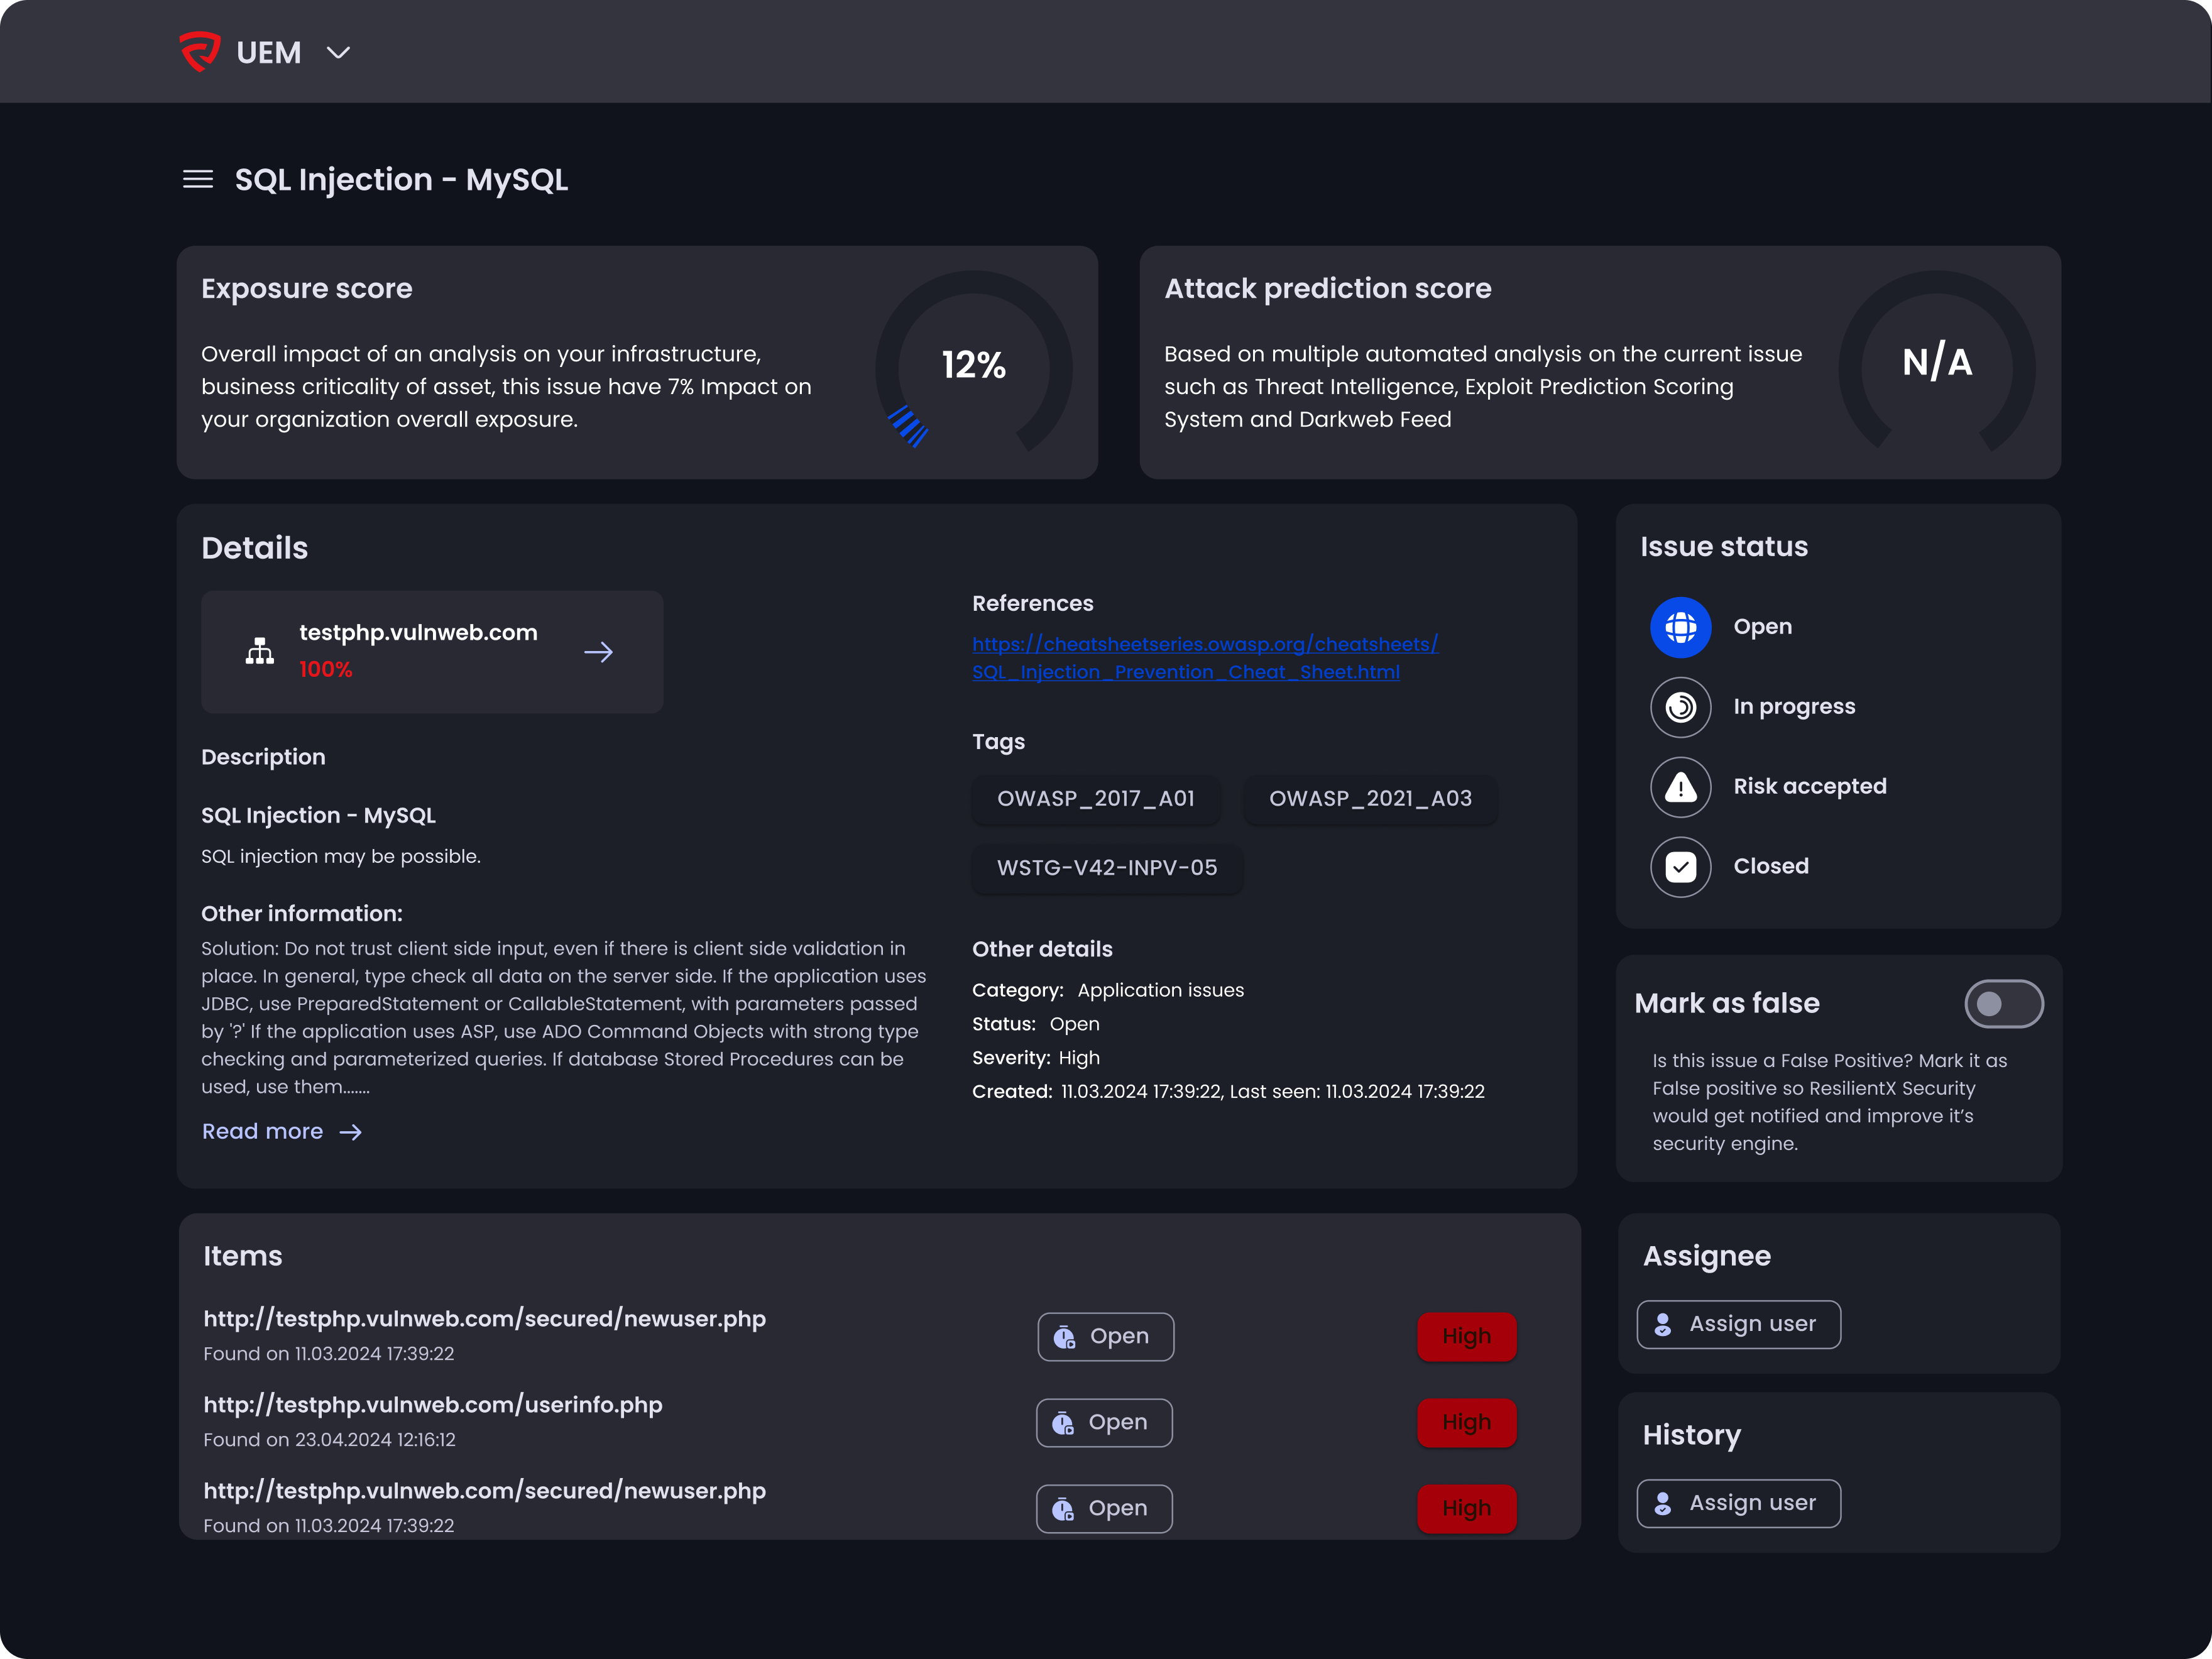 UEM
SQL Injection - MySQL
Exposure score
Overall impact of an analysis on your infrastructure,
business criticality of asset, this issue have 7% Impact on
your organization overall exposure.
12%
Attack prediction score
Based on multiple automated analysis on the current issue
such as Threat Intelligence, Exploit Prediction Scoring
System and Darkweb Feed
N/A
Details
testphp.vulnweb.com
100%
Description
SQL Injection - MySQL
SQL injection may be possible.
Other information:
Solution: Do not trust client side input, even if there is client side validation in
place. In general, type check all data on the server side. If the application uses
JDBC, use PreparedStatement or CallableStatement, with parameters passed
by '?' If the application uses ASP, use ADO Command Objects with strong type
checking and parameterized queries. If database Stored Procedures can be
used, use them.......
Read more
References
https://cheatsheetseries.owasp.org/cheatsheets/
SQL_Injection_Prevention_Cheat_Sheet.html
Tags
OWASP_2017_A01
OWASP_2021_A03
WSTG-V42-INPV-05
Other details
Category: Application issues
Status: Open
Severity: High
Created: 11.03.2024 17:39:22, Last seen: 11.03.2024 17:39:22
Issue status
Open
In progress
Risk accepted
Closed
Mark as false
Is this issue a False Positive? Mark it as
False positive so ResilientX Security
would get notified and improve it's
security engine.
Items
http://testphp.vulnweb.com/secured/newuser.php
Found on 11.03.2024 17:39:22
Open
High
http://testphp.vulnweb.com/userinfo.php
Found on 23.04.2024 12:16:12
Open
High
http://testphp.vulnweb.com/secured/newuser.php
Found on 11.03.2024 17:39:22
Open
High
Assignee
Assign user
History
Assign user